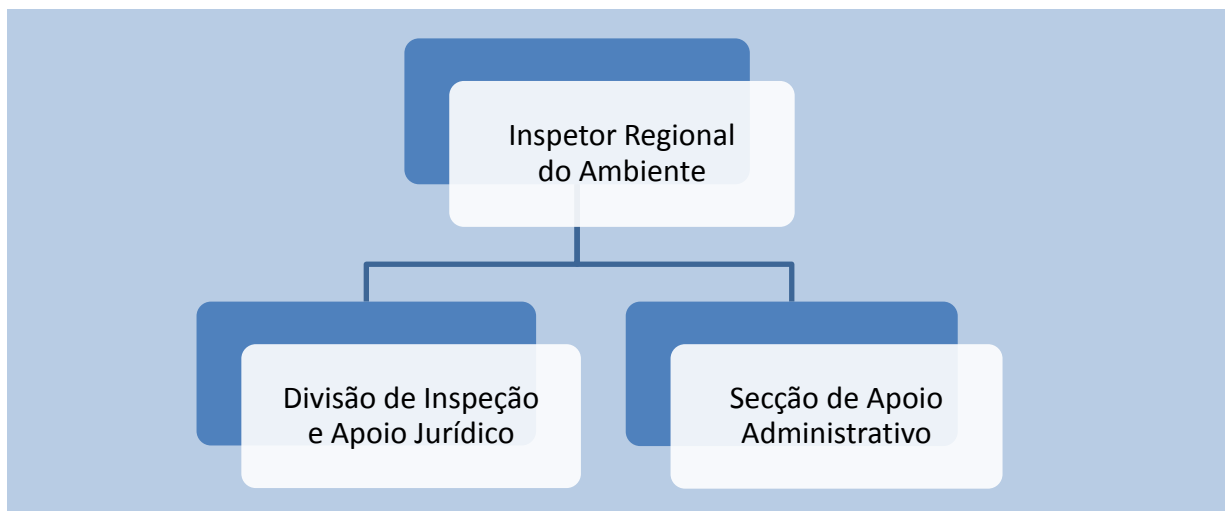 Inspetor Regional
do Ambiente
Divisão de Inspeção
e Apoio Jurídico
Secção de Apoio
Administrativo